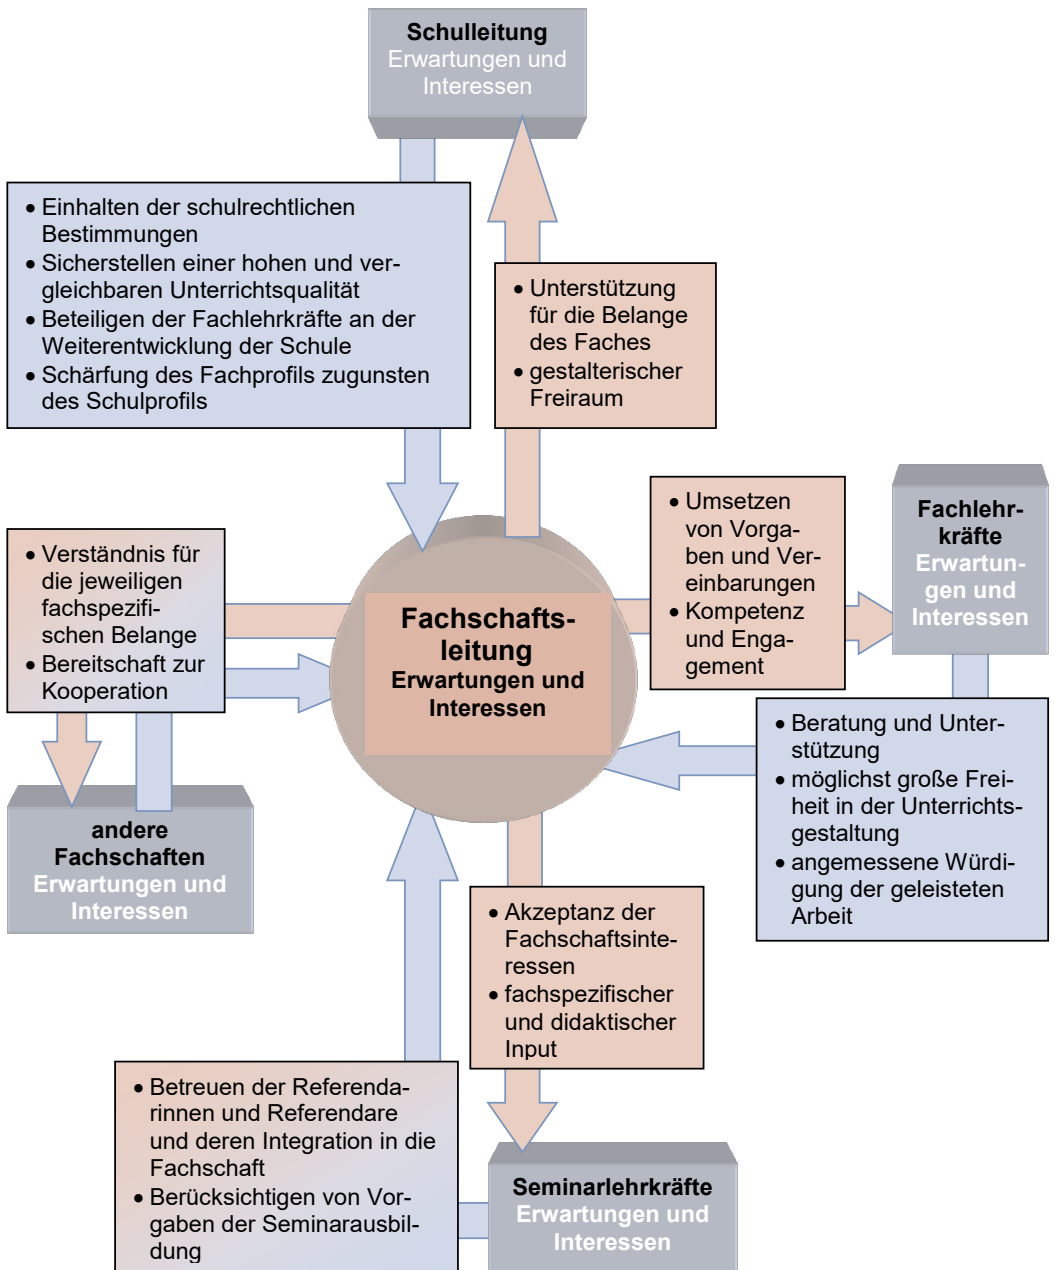 Schulleitung
Erwartungen und
Interessen
• Einhalten der schulrechtlichen
Bestimmungen
• Sicherstellen einer hohen und ver-
gleichbaren Unterrichtsqualität
• Beteiligen der Fachlehrkräfte an der
Weiterentwicklung der Schule
• Schärfung des Fachprofils zugunsten
des Schulprofils
• Unterstützung
für die Belange
des Faches
• gestalterischer
Freiraum
• Umsetzen
von Vorga-
ben und Ver-
einbarungen
• Kompetenz
und Enga-
gement
Fachlehr-
kräfte
Erwartun-
gen und
Interessen
• Verständnis für
die jeweiligen
fachspezifi-
schen Belange
• Bereitschaft zur
Kooperation
Fachschafts-
leitung
Erwartungen und
Interessen
• Beratung und Unter-
stützung
• möglichst große Frei-
heit in der Unterrichts-
gestaltung
• angemessene Würdi-
gung der geleisteten
Arbeit
andere
Fachschaften
Erwartungen und
Interessen
• Akzeptanz der
Fachschaftsinte-
ressen
• fachspezifischer
und didaktischer
Input
• Betreuen der Referenda-
rinnen und Referendare
und deren Integration in die
Fachschaft
• Berücksichtigen von Vor-
gaben der Seminarausbil-
dung
Seminarlehrkräfte
Erwartungen und
Interessen